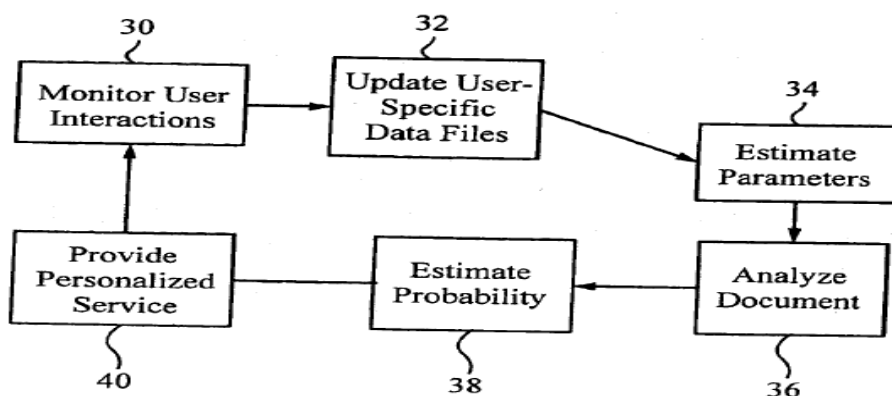 30
Monitor User
Interactions
32
Update User-
Specific
Data Files
34
Estimate
Parameters
Provide
Personalized
Service
40
Estimate
Probability
38
Analyze
Document
36